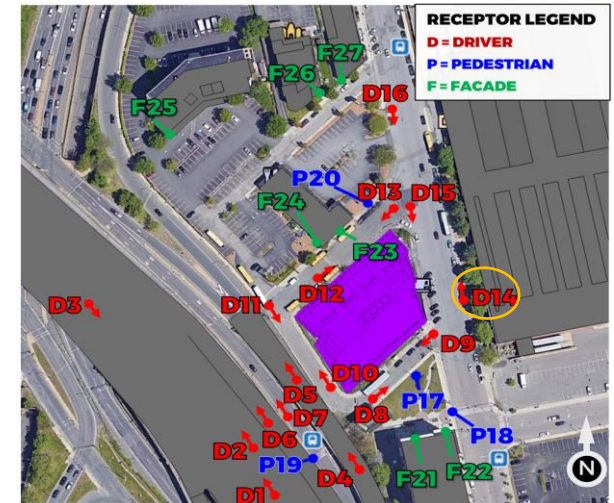 RECEPTOR LEGEND
D = DRIVER
P = PEDESTRIAN
F = FACADE
F27
F26
F25
D16
P20
D13 D15
F24
F23
D12
D14
D3
D11
D9
D10
D5
P17
D8
D7
D6
P18
D2
P19
D4
F21
F22
D1
N